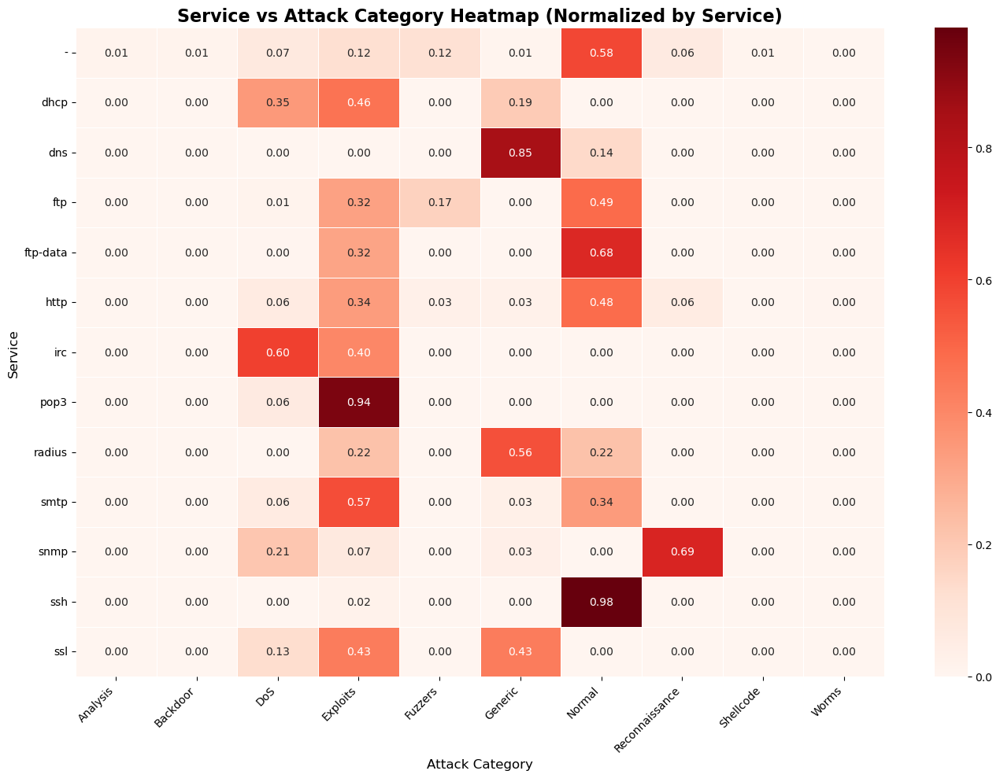 Service vs Attack Category Heatmap (Normalized by Service)
- 0.01 0.01 0.07 0.12 0.12 0.01 0.58 0.06 0.01 0.00
dhcp 0.00 0.00 0.35 0.46 0.00 0.19 0.00 0.00 0.00 0.00
dns 0.00 0.00 0.00 0.00 0.00 0.85 0.14 0.00 0.00 0.00
ftp 0.00 0.00 0.01 0.32 0.17 0.00 0.49 0.00 0.00 0.00
ftp-data 0.00 0.00 0.00 0.32 0.00 0.00 0.68 0.00 0.00 0.00
http 0.00 0.00 0.06 0.34 0.03 0.03 0.48 0.06 0.00 0.00
irc 0.00 0.00 0.60 0.40 0.00 0.00 0.00 0.00 0.00 0.00
pop3 0.00 0.00 0.06 0.94 0.00 0.00 0.00 0.00 0.00 0.00
radius 0.00 0.00 0.00 0.22 0.00 0.56 0.22 0.00 0.00 0.00
smtp 0.00 0.00 0.06 0.57 0.00 0.03 0.34 0.00 0.00 0.00
snmp 0.00 0.00 0.21 0.07 0.00 0.03 0.00 0.69 0.00 0.00
ssh 0.00 0.00 0.00 0.02 0.00 0.00 0.98 0.00 0.00 0.00
ssl 0.00 0.00 0.13 0.43 0.00 0.43 0.00 0.00 0.00 0.00
Service
Analysis Backdoor DoS Exploits Fuzzers Generic Normal Reconnaissance Shellcode Worms
Attack Category
0.8
0.6
0.4
0.2
0.0